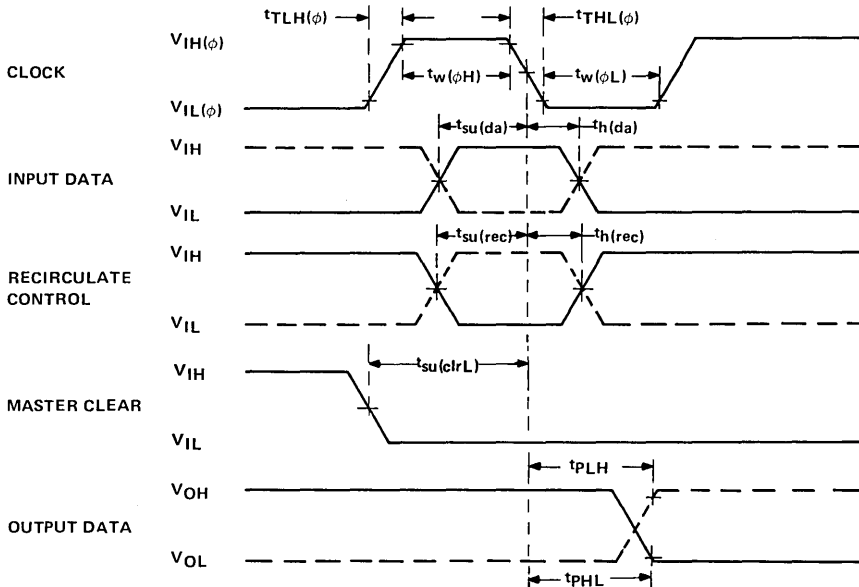 tTLH(ϕ) tTHL(ϕ)
VIH(ϕ)
CLOCK
tw(ϕH) tw(ϕL)
VIL(ϕ)
tsu(da) th(da)
VIH
INPUT DATA
VIL
tsu(rec) th(rec)
VIH
RECIRCULATE
CONTROL
VIL
tsu(clrL)
VIH
MASTER CLEAR
VIL
tPLH
VOH
OUTPUT DATA
VOL
tPHL